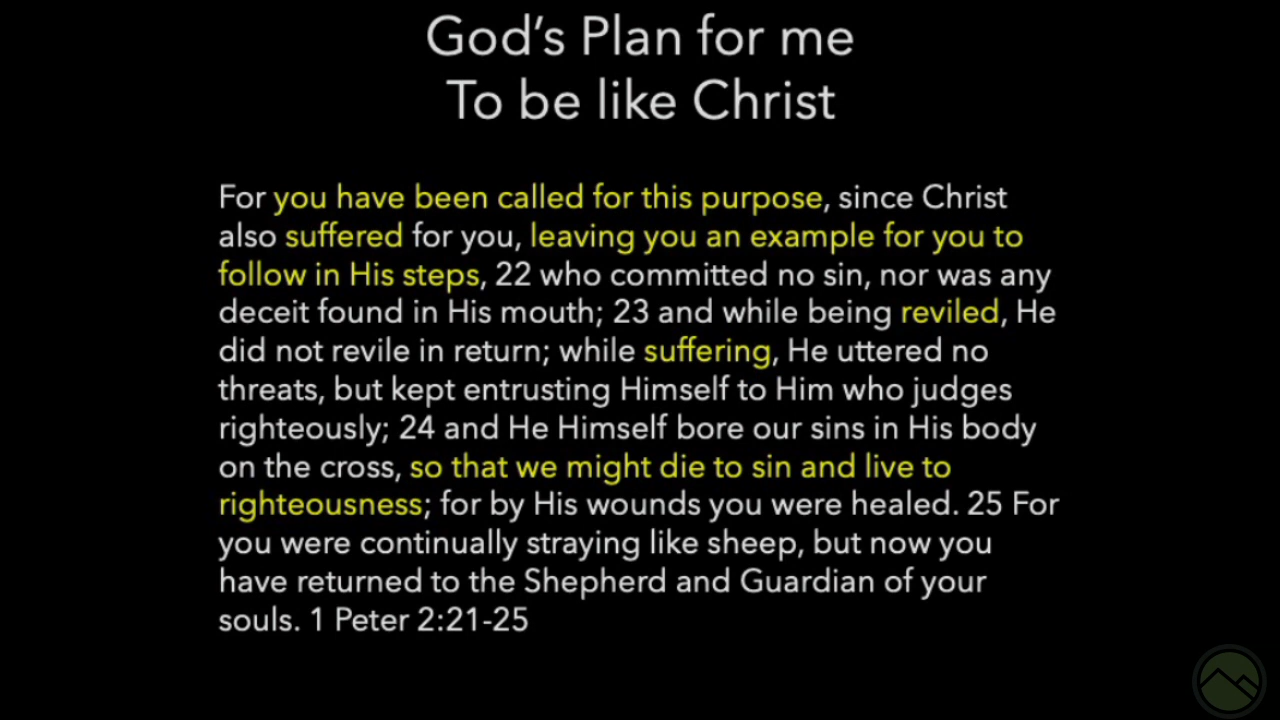 God’s Plan for me
To be like Christ
For you have been called for this purpose, since Christ
also suffered for you, leaving you an example for you to
follow in His steps, 22 who committed no sin, nor was any
deceit found in His mouth; 23 and while being reviled, He
did not revile in return; while suffering, He uttered no
threats, but kept entrusting Himself to Him who judges
righteously; 24 and He Himself bore our sins in His body
on the cross, so that we might die to sin and live to
righteousness; for by His wounds you were healed. 25 For
you were continually straying like sheep, but now you
have returned to the Shepherd and Guardian of your
souls. 1 Peter 2:21-25